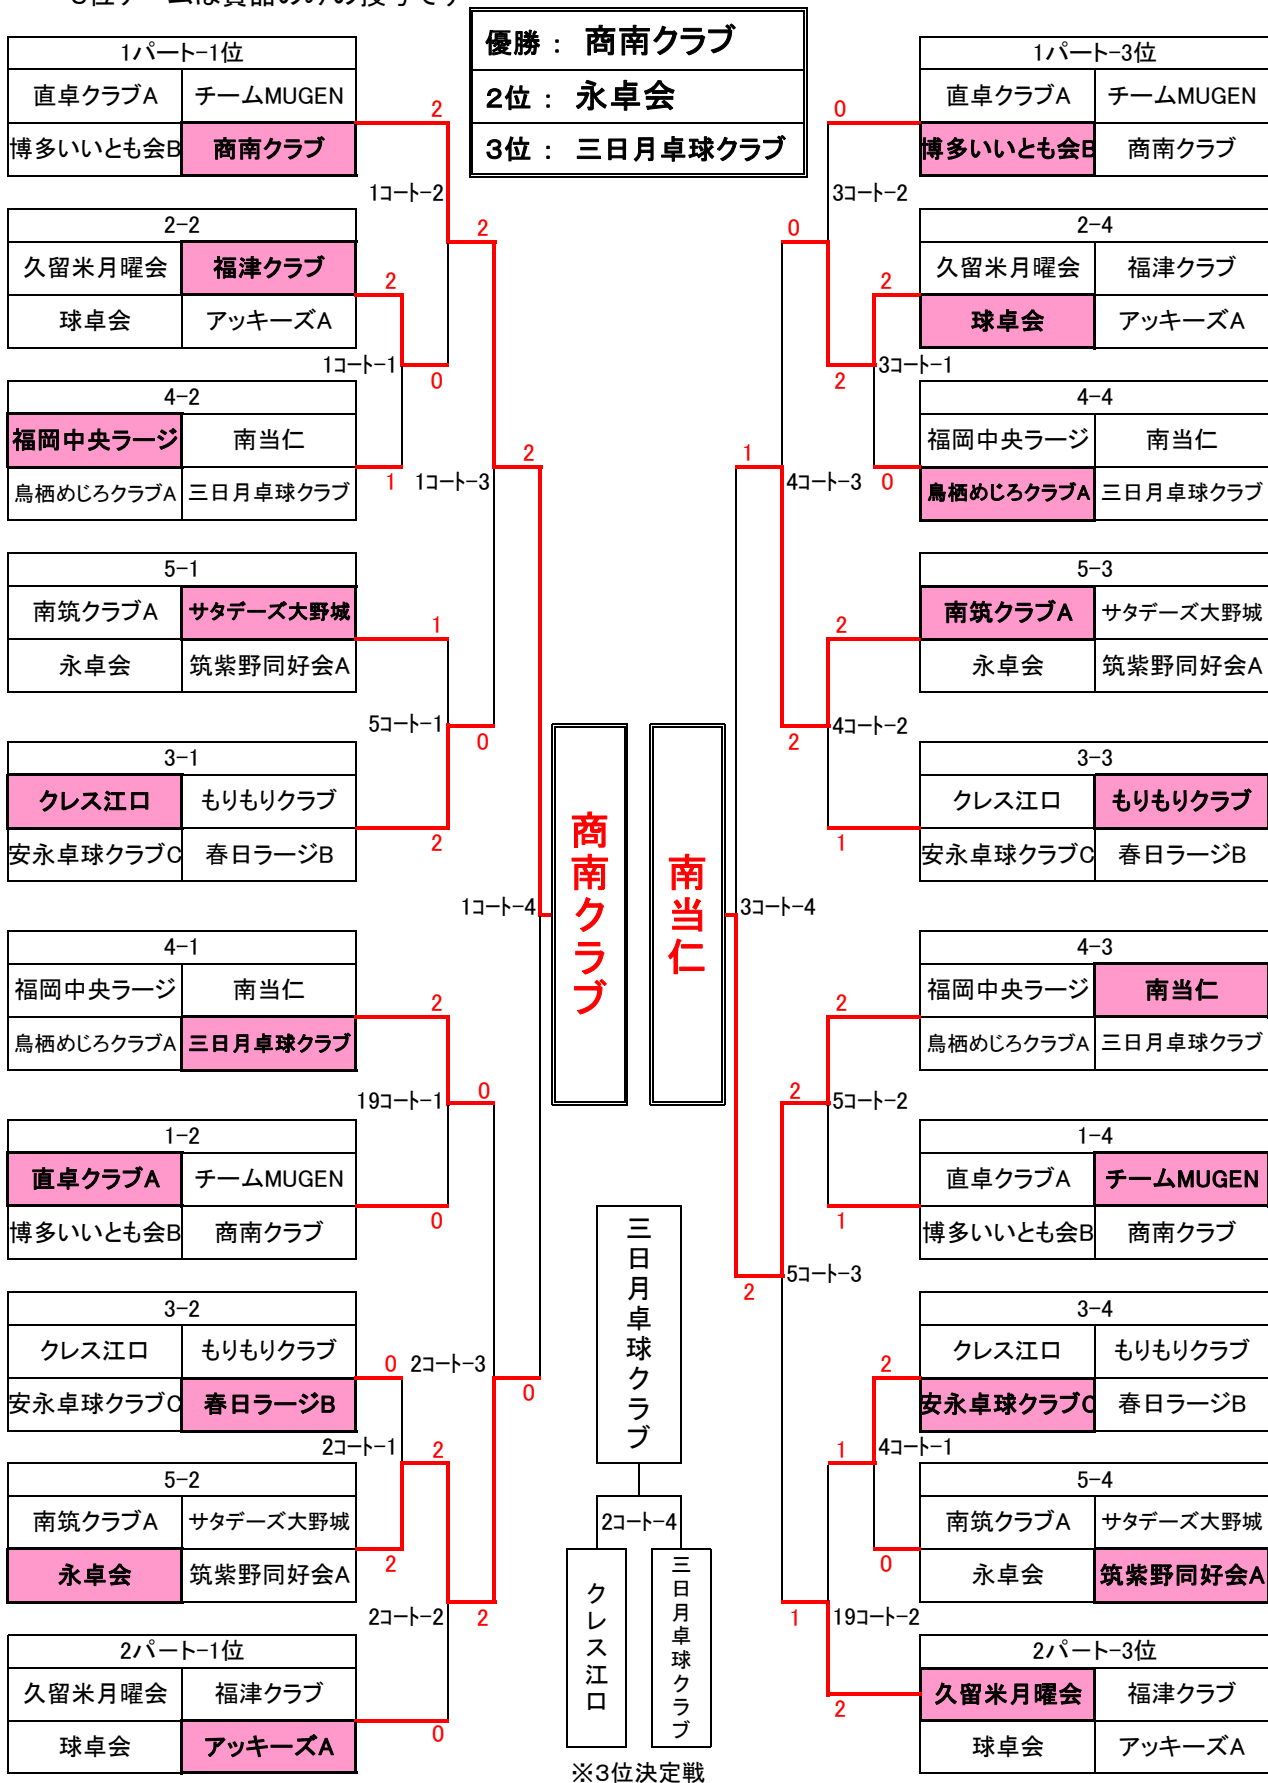 優勝： 商南クラブ
2位： 永卓会
3位： 三日月卓球クラブ
1パート-1位
直卓クラブA チームMUGEN
博多いいとも会B 商南クラブ
2
1コート-2
2-2
久留米月曜会 福津クラブ
球卓会 アッキーズA
2
2
1コート-1
0
4-2
福岡中央ラージ 南当仁
鳥栖めじろクラブA 三日月卓球クラブ
1
1コート-3
2
5-1
南筑クラブA サタデーズ大野城
永卓会 筑紫野同好会A
1
5コート-1
0
3-1
クレス江口 もりもりクラブ
安永卓球クラブC 春日ラージB
2
1コート-4
商南クラブ
4-1
福岡中央ラージ 南当仁
鳥栖めじろクラブA 三日月卓球クラブ
2
19コート-1
0
1-2
直卓クラブA チームMUGEN
博多いいとも会B 商南クラブ
0
3-2
クレス江口 もりもりクラブ
安永卓球クラブC 春日ラージB
0
2コート-3
0
2コート-1
2
5-2
南筑クラブA サタデーズ大野城
永卓会 筑紫野同好会A
2
2コート-2
2
2パート-1位
久留米月曜会 福津クラブ
球卓会 アッキーズA
0
1パート-3位
直卓クラブA チームMUGEN
博多いいとも会B 商南クラブ
0
3コート-2
2-4
久留米月曜会 福津クラブ
球卓会 アッキーズA
0
2
3コート-1
2
4-4
福岡中央ラージ 南当仁
鳥栖めじろクラブA 三日月卓球クラブ
1
4コート-3
0
5-3
南筑クラブA サタデーズ大野城
永卓会 筑紫野同好会A
2
4コート-2
2
3-3
クレス江口 もりもりクラブ
安永卓球クラブC 春日ラージB
1
3コート-4
南当仁
4-3
福岡中央ラージ 南当仁
鳥栖めじろクラブA 三日月卓球クラブ
2
2
5コート-2
1-4
直卓クラブA チームMUGEN
博多いいとも会B 商南クラブ
1
5コート-3
2
3-4
クレス江口 もりもりクラブ
安永卓球クラブC 春日ラージB
2
1
4コート-1
5-4
南筑クラブA サタデーズ大野城
永卓会 筑紫野同好会A
0
1
19コート-2
2パート-3位
久留米月曜会 福津クラブ
球卓会 アッキーズA
2
三日月卓球クラブ
2コート-4
クレス江口
三日月卓球クラブ
※3位決定戦